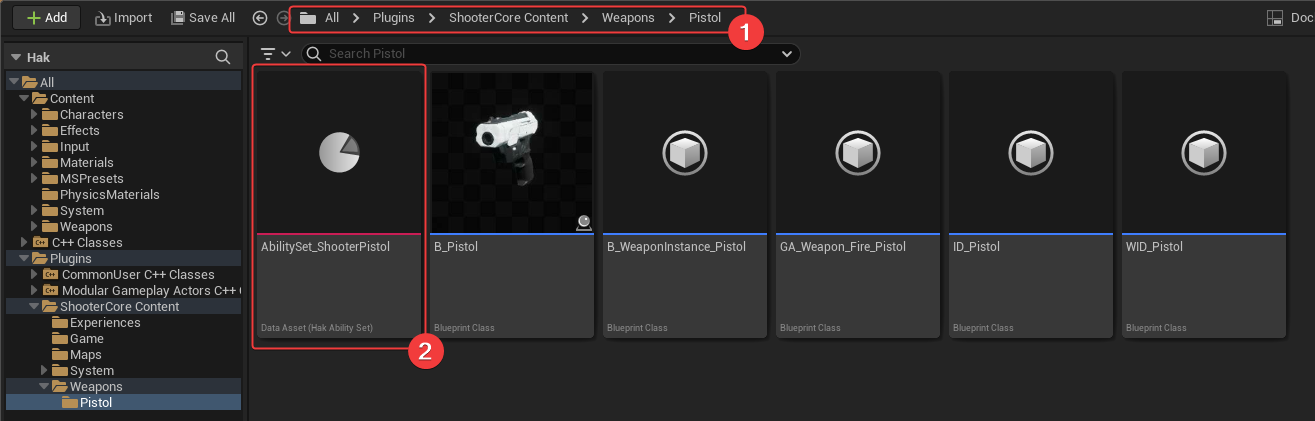 Add Import Save All All Plugins ShooterCore Content Weapons Pistol Doc
1
Hak
Search Pistol
All
Content
Characters
Effects
Input
Materials
MSPresets
PhysicsMaterials
System
Weapons
C++ C++ Classes
Plugins
C++ CommonUser C++ Classes
C++ Modular Gameplay Actors C++
ShooterCore Content
Experiences
Game
Maps
System
Weapons
Pistol
AbilitySet_ShooterPistol
Data Asset (Hak Ability Set)
2
B_Pistol
Blueprint Class
B_WeaponInstance_Pistol
Blueprint Class
GA_Weapon_Fire_Pistol
Blueprint Class
ID_Pistol
Blueprint Class
WID_Pistol
Blueprint Class